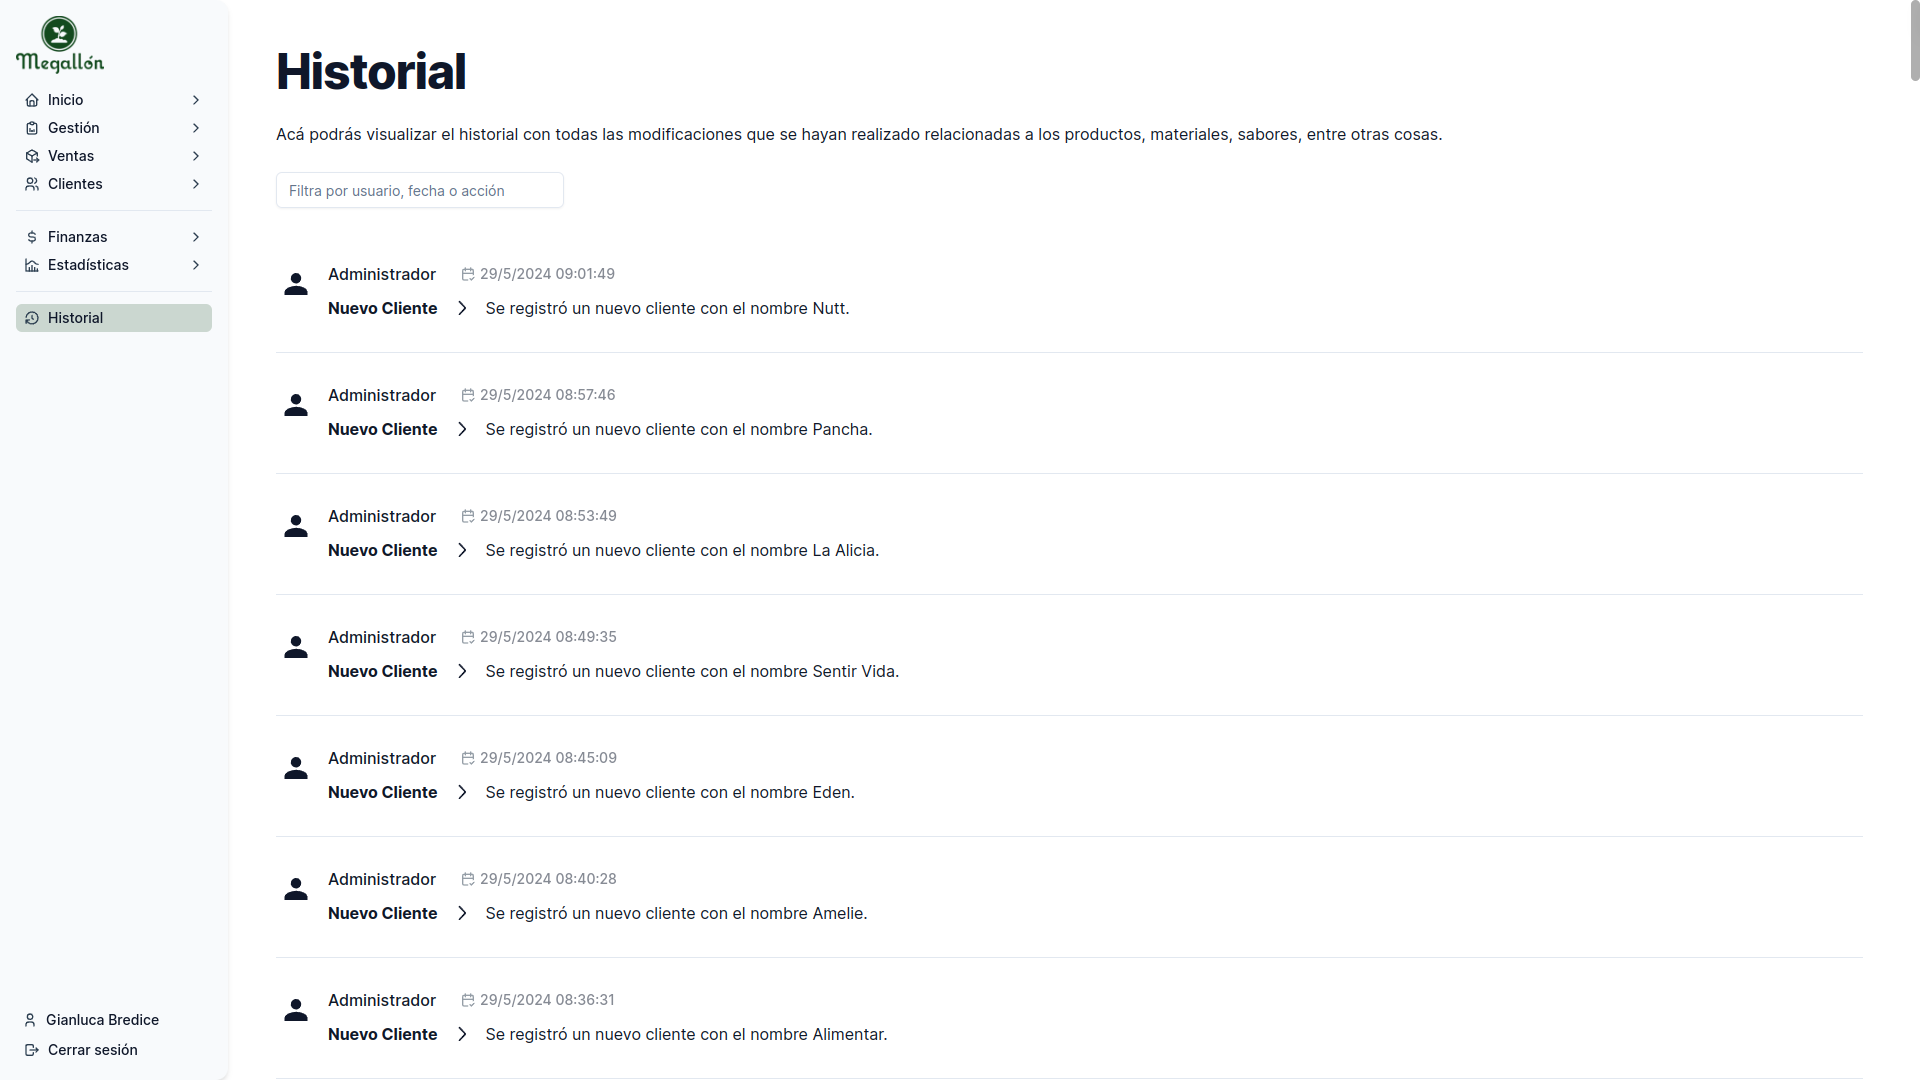 Megallón
Inicio
Gestión
Ventas
Clientes
Finanzas
Estadísticas
Historial
Gianluca Bredice
Cerrar sesión
Historial
Acá podrás visualizar el historial con todas las modificaciones que se hayan realizado relacionadas a los productos, materiales, sabores, entre otras cosas.
Filtra por usuario, fecha o acción
Administrador 29/5/2024 09:01:49
Nuevo Cliente Se registró un nuevo cliente con el nombre Nutt.
Administrador 29/5/2024 08:57:46
Nuevo Cliente Se registró un nuevo cliente con el nombre Pancha.
Administrador 29/5/2024 08:53:49
Nuevo Cliente Se registró un nuevo cliente con el nombre La Alicia.
Administrador 29/5/2024 08:49:35
Nuevo Cliente Se registró un nuevo cliente con el nombre Sentir Vida.
Administrador 29/5/2024 08:45:09
Nuevo Cliente Se registró un nuevo cliente con el nombre Eden.
Administrador 29/5/2024 08:40:28
Nuevo Cliente Se registró un nuevo cliente con el nombre Amelie.
Administrador 29/5/2024 08:36:31
Nuevo Cliente Se registró un nuevo cliente con el nombre Alimentar.